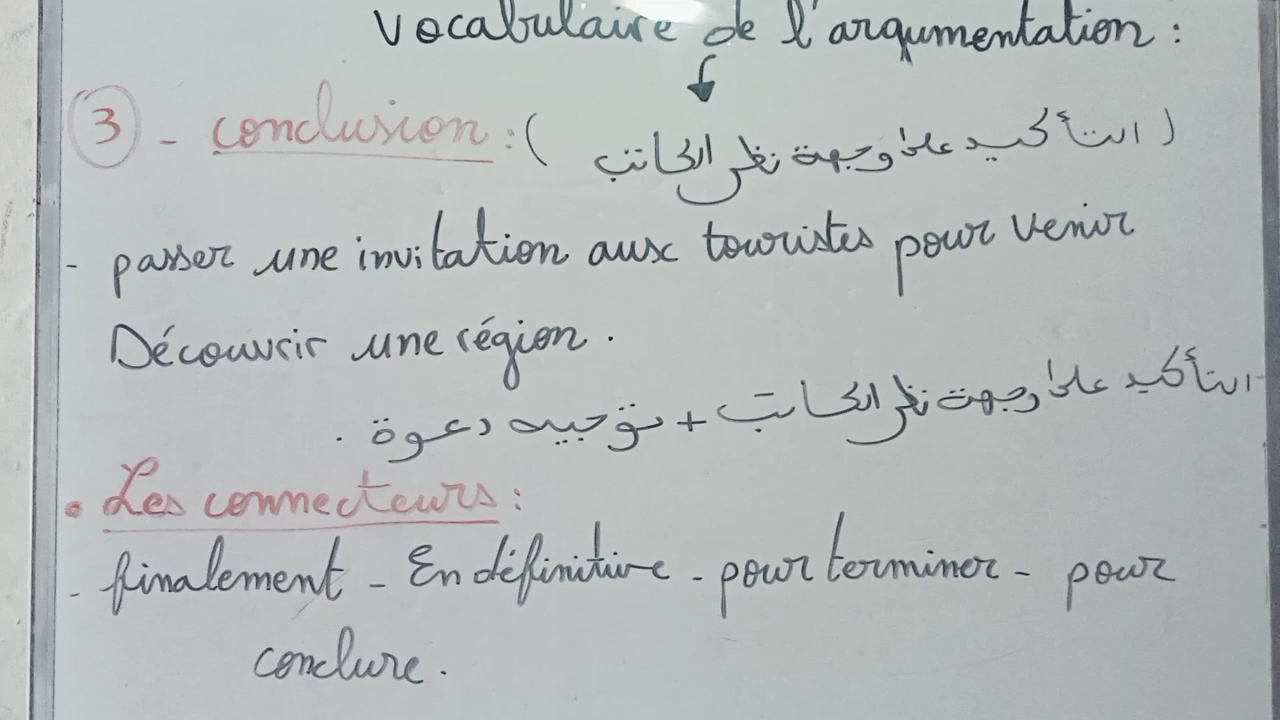 Vocabulaire de l'argumentation :
3 - conclusion : ( التأكيد على وجهة نظر الكاتب )
- passer une invitation aux touristes pour venir
Découvrir une région .
التأكيد على وجهة نظر الكاتب + توجيه دعوة .
• Les connecteurs :
- finalement - En définitive - pour terminer - pour
conclure .